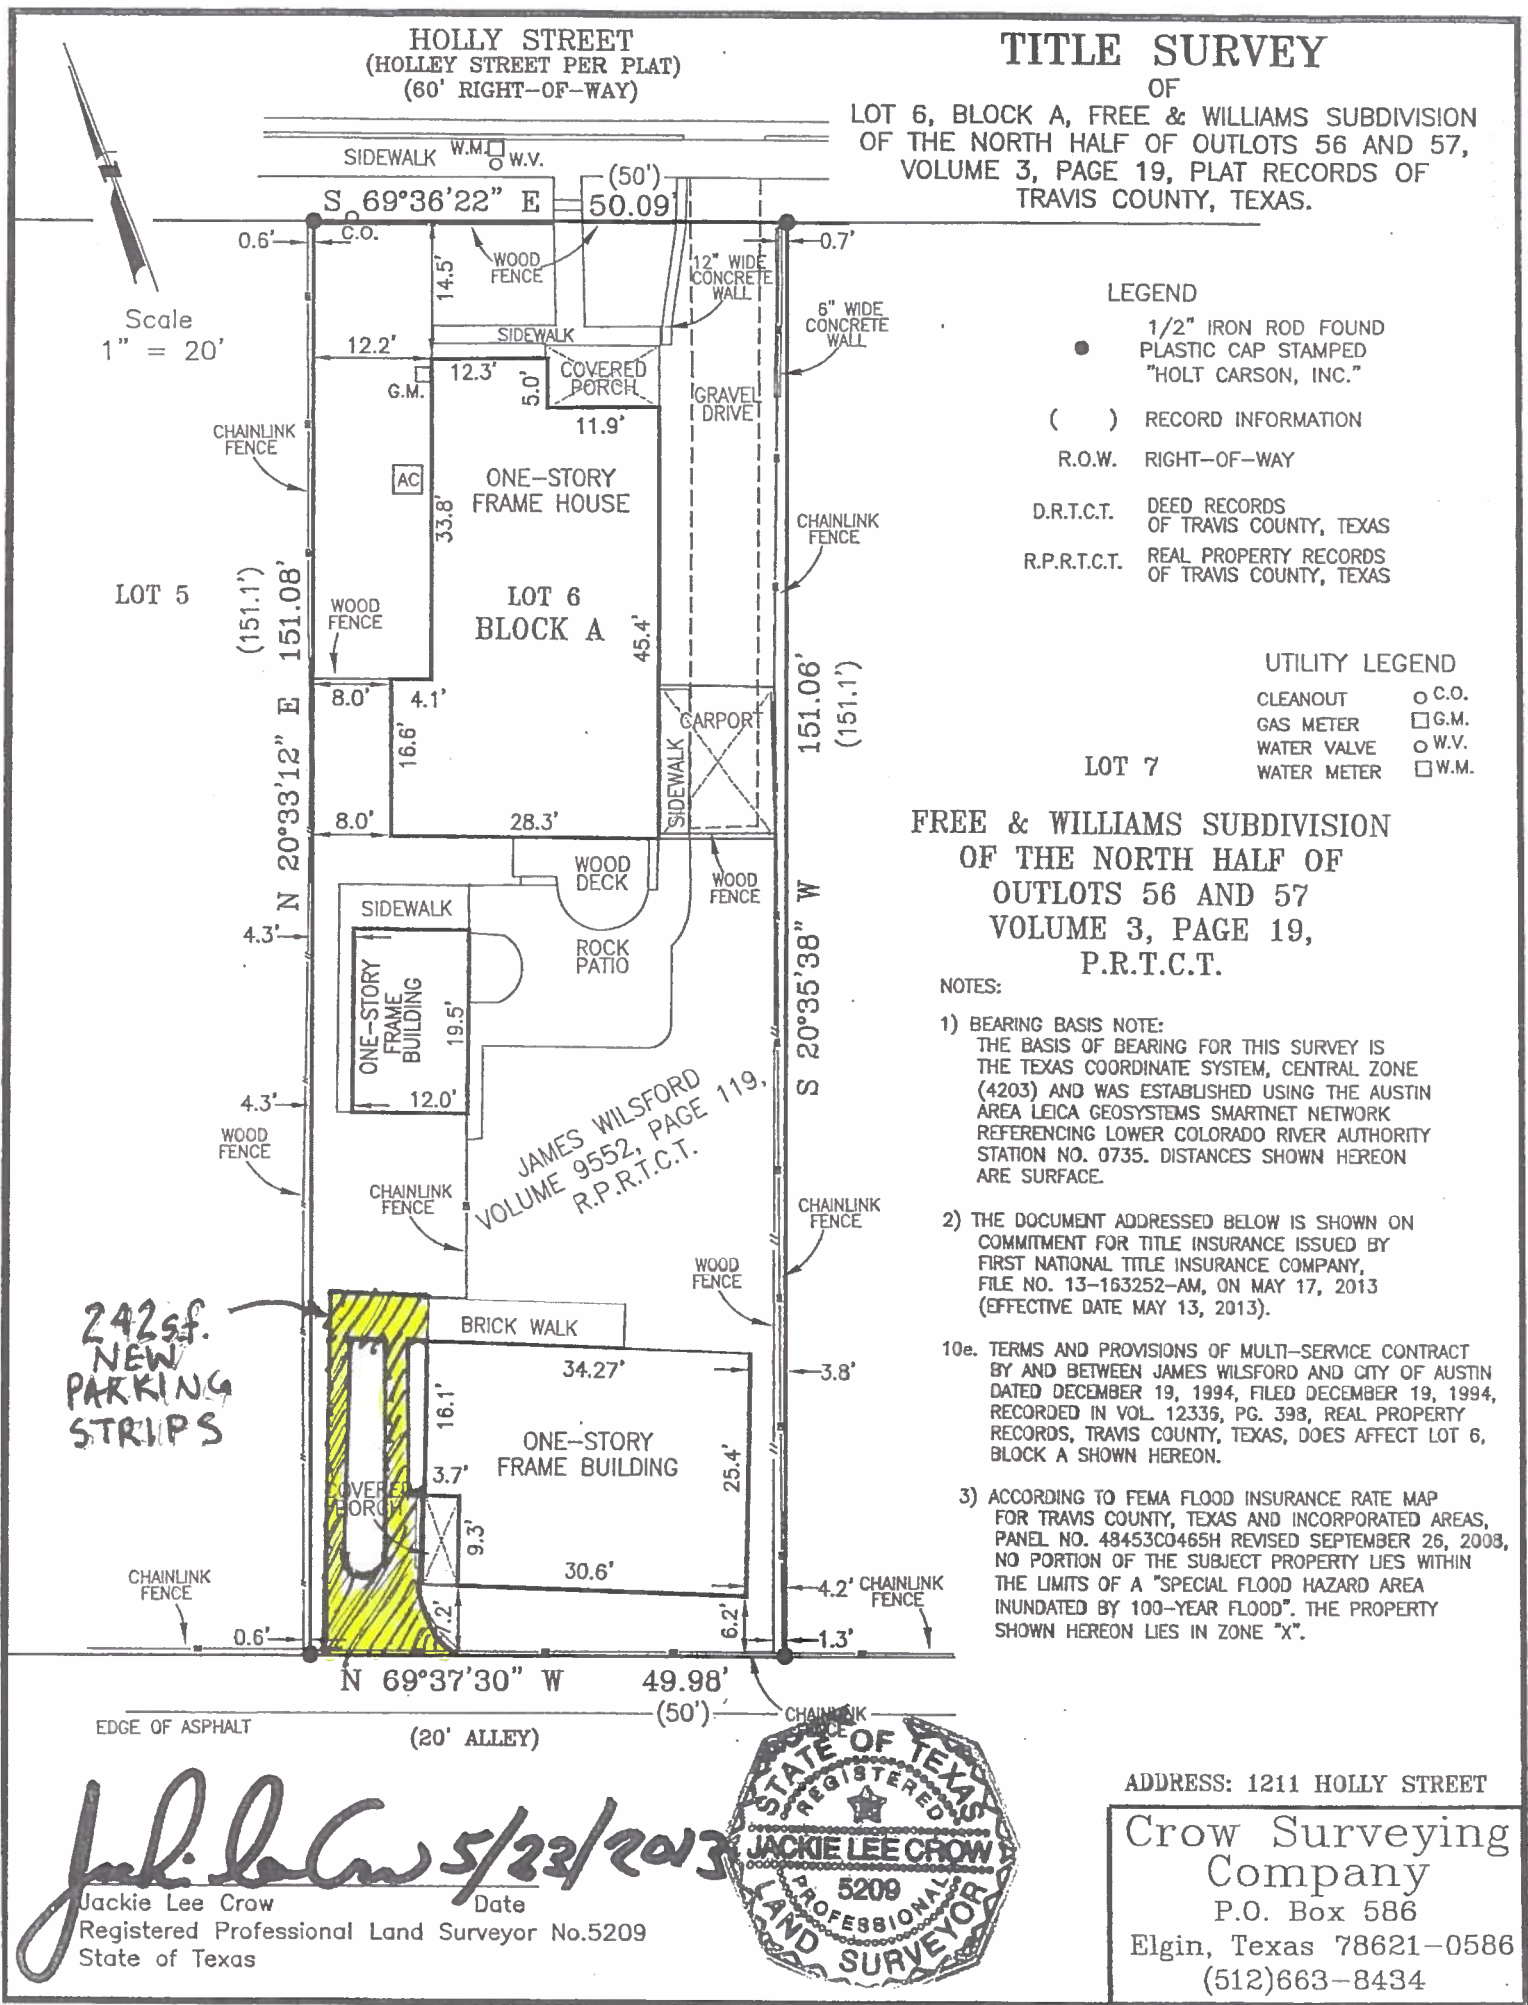 HOLLY STREET
(HOLLEY STREET PER PLAT)
(60' RIGHT-OF-WAY)
TITLE SURVEY
OF
LOT 6, BLOCK A, FREE & WILLIAMS SUBDIVISION
OF THE NORTH HALF OF OUTLOTS 56 AND 57,
VOLUME 3, PAGE 19, PLAT RECORDS OF
TRAVIS COUNTY, TEXAS.
SIDEWALK
W.M.
W.V.
(50')
S 69°36'22" E
50.09'
C.O.
0.6'
0.7'
WOOD
FENCE
14.5'
12" WIDE
CONCRETE
WALL
6" WIDE
CONCRETE
WALL
Scale
1" = 20'
SIDEWALK
12.2'
G.M.
12.3'
5.0'
COVERED
PORCH
11.9'
GRAVEL
DRIVE
CHAINLINK
FENCE
AC
33.8'
ONE-STORY
FRAME HOUSE
CHAINLINK
FENCE
LOT 5
(151.1')
N 20°33'12" E 151.08'
WOOD
FENCE
LOT 6
BLOCK A
45.4'
8.0'
4.1'
16.6'
CARPORT
SIDEWALK
151.06'
(151.1')
S 20°35'38" W
8.0'
28.3'
WOOD
DECK
WOOD
FENCE
SIDEWALK
4.3'
ROCK
PATIO
ONE-STORY
FRAME
BUILDING
19.5'
12.0'
4.3'
WOOD
FENCE
JAMES WILSFORD
VOLUME 9552, PAGE 119,
R.P.R.T.C.T.
CHAINLINK
FENCE
CHAINLINK
FENCE
WOOD
FENCE
242 s.f.
NEW
PARKING
STRIPS
BRICK WALK
34.27'
3.8'
16.1'
ONE-STORY
FRAME BUILDING
25.4'
3.7'
COVERED
PORCH
9.3'
30.6'
4.2'
CHAINLINK
FENCE
CHAINLINK
FENCE
7.2'
6.2'
0.6'
1.3'
N 69°37'30" W
49.98'
(50')
CHAINLINK
FENCE
EDGE OF ASPHALT
(20' ALLEY)
LEGEND
1/2" IRON ROD FOUND
PLASTIC CAP STAMPED
"HOLT CARSON, INC."
( ) RECORD INFORMATION
R.O.W. RIGHT-OF-WAY
D.R.T.C.T. DEED RECORDS
OF TRAVIS COUNTY, TEXAS
R.P.R.T.C.T. REAL PROPERTY RECORDS
OF TRAVIS COUNTY, TEXAS
UTILITY LEGEND
CLEANOUT C.O.
GAS METER G.M.
WATER VALVE W.V.
WATER METER W.M.
LOT 7
FREE & WILLIAMS SUBDIVISION
OF THE NORTH HALF OF
OUTLOTS 56 AND 57
VOLUME 3, PAGE 19,
P.R.T.C.T.
NOTES:
1) BEARING BASIS NOTE:
THE BASIS OF BEARING FOR THIS SURVEY IS
THE TEXAS COORDINATE SYSTEM, CENTRAL ZONE
(4203) AND WAS ESTABLISHED USING THE AUSTIN
AREA LEICA GEOSYSTEMS SMARTNET NETWORK
REFERENCING LOWER COLORADO RIVER AUTHORITY
STATION NO. 0735. DISTANCES SHOWN HEREON
ARE SURFACE.
2) THE DOCUMENT ADDRESSED BELOW IS SHOWN ON
COMMITMENT FOR TITLE INSURANCE ISSUED BY
FIRST NATIONAL TITLE INSURANCE COMPANY,
FILE NO. 13-163252-AM, ON MAY 17, 2013
(EFFECTIVE DATE MAY 13, 2013).
10e. TERMS AND PROVISIONS OF MULTI-SERVICE CONTRACT
BY AND BETWEEN JAMES WILSFORD AND CITY OF AUSTIN
DATED DECEMBER 19, 1994, FILED DECEMBER 19, 1994,
RECORDED IN VOL. 12336, PG. 398, REAL PROPERTY
RECORDS, TRAVIS COUNTY, TEXAS, DOES AFFECT LOT 6,
BLOCK A SHOWN HEREON.
3) ACCORDING TO FEMA FLOOD INSURANCE RATE MAP
FOR TRAVIS COUNTY, TEXAS AND INCORPORATED AREAS,
PANEL NO. 48453C0465H REVISED SEPTEMBER 26, 2008,
NO PORTION OF THE SUBJECT PROPERTY LIES WITHIN
THE LIMITS OF A "SPECIAL FLOOD HAZARD AREA
INUNDATED BY 100-YEAR FLOOD". THE PROPERTY
SHOWN HEREON LIES IN ZONE "X".
Jackie Lee Crow 5/23/2013
Jackie Lee Crow Date
Registered Professional Land Surveyor No.5209
State of Texas
STATE OF TEXAS
REGISTERED
JACKIE LEE CROW
5209
PROFESSIONAL
LAND SURVEYOR
ADDRESS: 1211 HOLLY STREET
Crow Surveying
Company
P.O. Box 586
Elgin, Texas 78621-0586
(512)663-8434